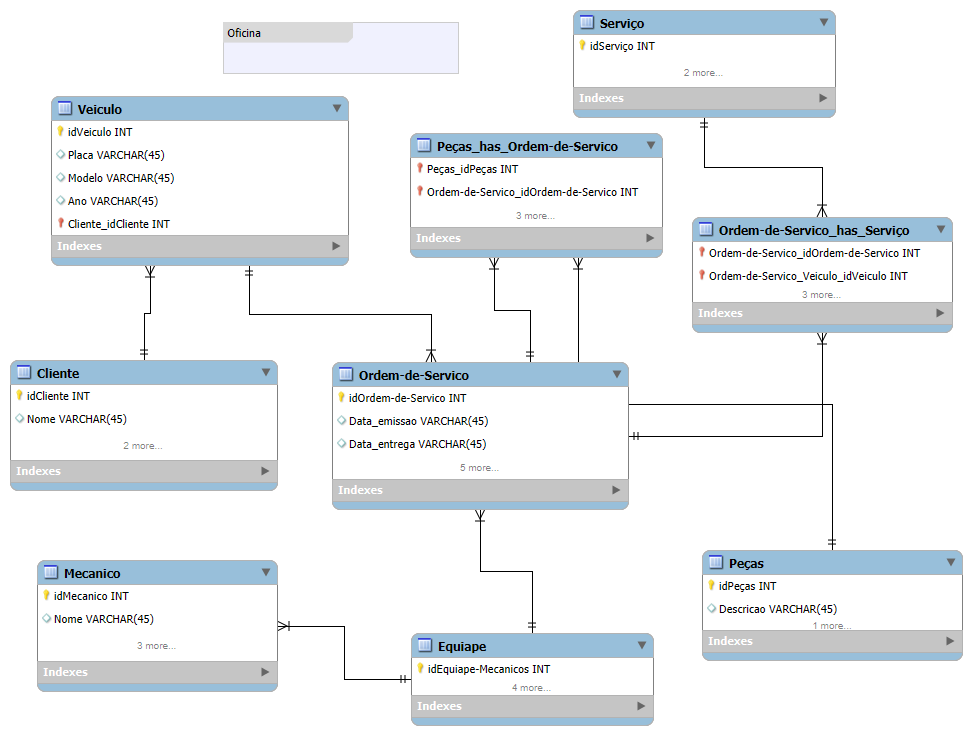 Oficina
Serviço
idServiço INT
2 more...
Indexes
Veiculo
idVeiculo INT
Placa VARCHAR(45)
Modelo VARCHAR(45)
Ano VARCHAR(45)
Cliente_idCliente INT
Indexes
Peças_has_Ordem-de-Servico
Peças_idPeças INT
Ordem-de-Servico_idOrdem-de-Servico INT
3 more...
Indexes
Ordem-de-Servico_has_Serviço
Ordem-de-Servico_idOrdem-de-Servico INT
Ordem-de-Servico_Veiculo_idVeiculo INT
3 more...
Indexes
Cliente
idCliente INT
Nome VARCHAR(45)
2 more...
Indexes
Ordem-de-Servico
idOrdem-de-Servico INT
Data_emissao VARCHAR(45)
Data_entrega VARCHAR(45)
5 more...
Indexes
Mecanico
idMecanico INT
Nome VARCHAR(45)
3 more...
Indexes
Equiape
idEquiape-Mecanicos INT
4 more...
Indexes
Peças
idPeças INT
Descricao VARCHAR(45)
1 more...
Indexes